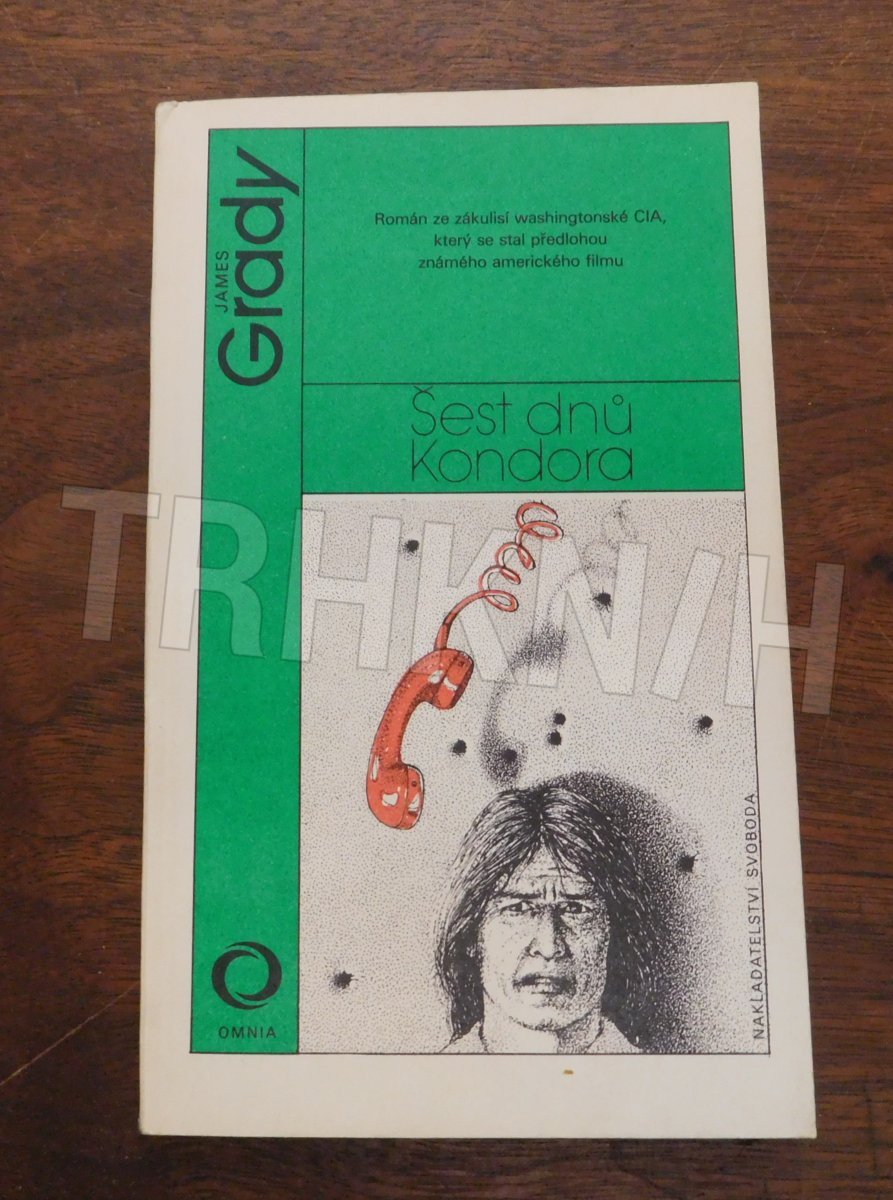 JAMES
Grady
Román ze zákulisí washingtonské CIA,
který se stal předlohou
známého amerického filmu
Šest dnů
Kondora
TRHKNIH
NAKLADATELSTVÍ SVOBODA
OMNIA